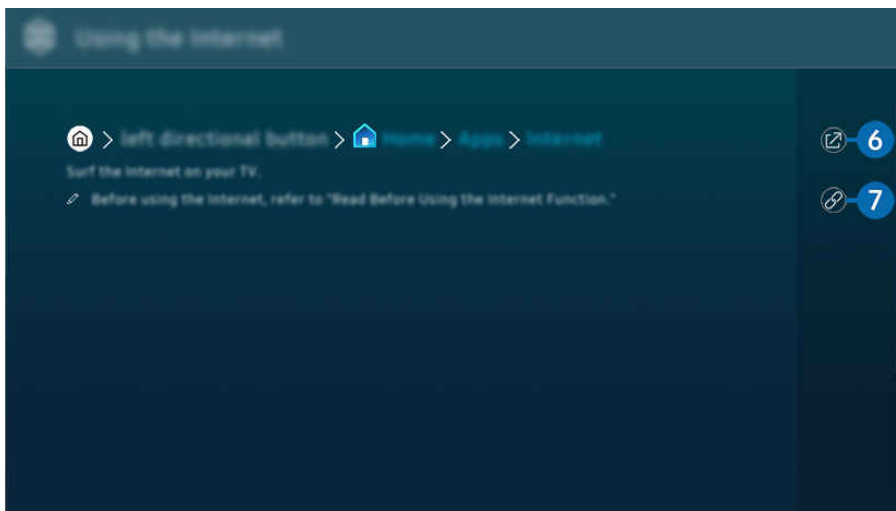 Using the Internet
left directional button > Home > Apps > Internet
6
Surf the Internet on your TV.
Before using the Internet, refer to "Read Before Using the Internet Function."
7